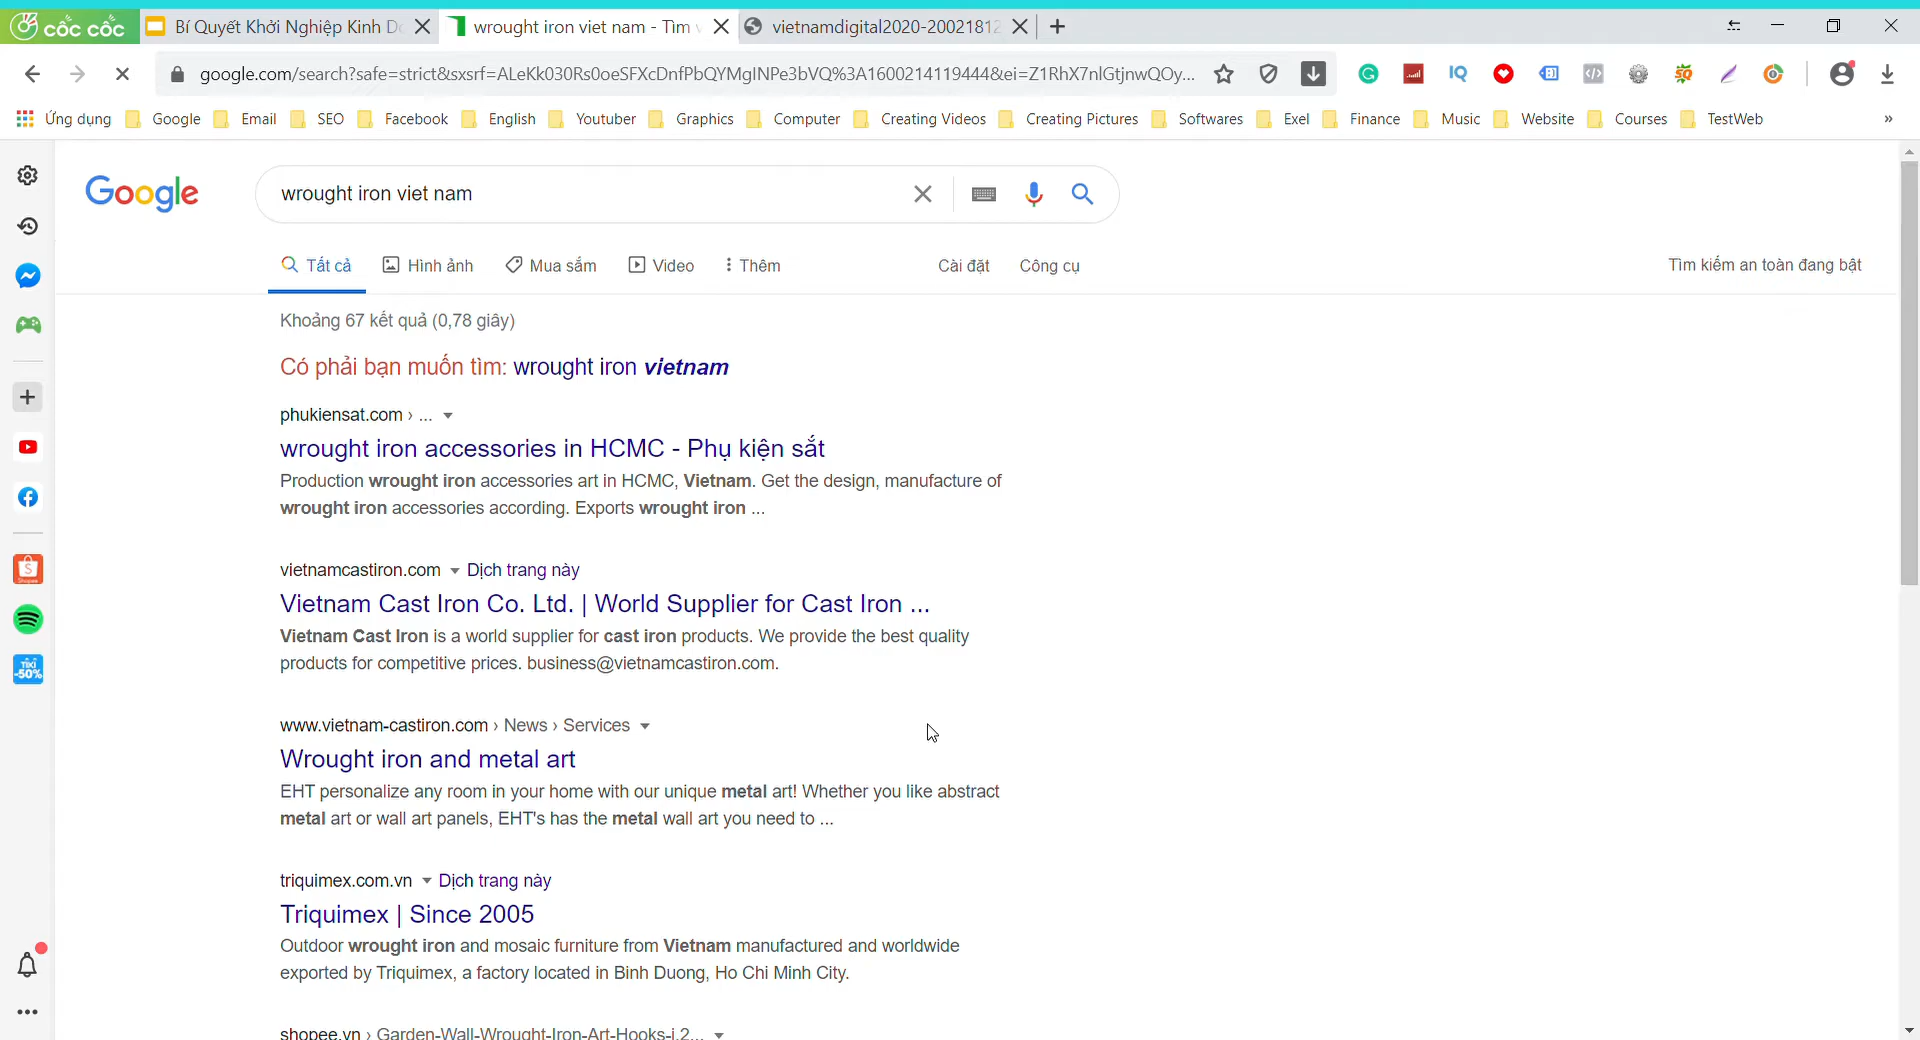 cốc cốc
Bí Quyết Khởi Nghiệp Kinh Do
wrought iron viet nam - Tìm v
vietnamdigital2020-20021812
google.com/search?safe=strict&sxsrf=ALeKk030Rs0oeSFXcDnfPbQYMgINPe3bVQ%3A1600214119444&ei=Z1RhX7nlGtjnwQOy...
Ứng dụng Google Email SEO Facebook English Youtuber Graphics Computer Creating Videos Creating Pictures Softwares Exel Finance Music Website Courses TestWeb »
Google
wrought iron viet nam
Tất cả Hình ảnh Mua sắm Video Thêm Cài đặt Công cụ Tìm kiếm an toàn đang bật
Khoảng 67 kết quả (0,78 giây)
Có phải bạn muốn tìm: wrought iron vietnam
phukiensat.com › ...
wrought iron accessories in HCMC - Phụ kiện sắt
Production wrought iron accessories art in HCMC, Vietnam. Get the design, manufacture of
wrought iron accessories according. Exports wrought iron ...
vietnamcastiron.com Dịch trang này
Vietnam Cast Iron Co. Ltd. | World Supplier for Cast Iron ...
Vietnam Cast Iron is a world supplier for cast iron products. We provide the best quality
products for competitive prices. business@vietnamcastiron.com.
www.vietnam-castiron.com › News › Services
Wrought iron and metal art
EHT personalize any room in your home with our unique metal art! Whether you like abstract
metal art or wall art panels, EHT's has the metal wall art you need to ...
triquimex.com.vn Dịch trang này
Triquimex | Since 2005
Outdoor wrought iron and mosaic furniture from Vietnam manufactured and worldwide
exported by Triquimex, a factory located in Binh Duong, Ho Chi Minh City.
shopee.vn › Garden-Wall-Wrought-Iron-Art-Hooks-i.2...
Shopee
TIKI
-50%